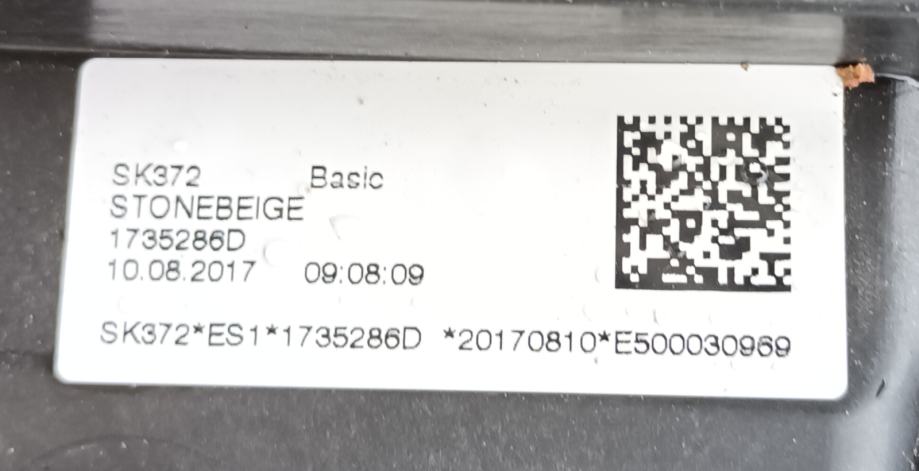 SK372 Basic
STONEBEIGE
1735286D
10.08.2017 09:08:09
SK372*ES1*1735286D *20170810*E500030969